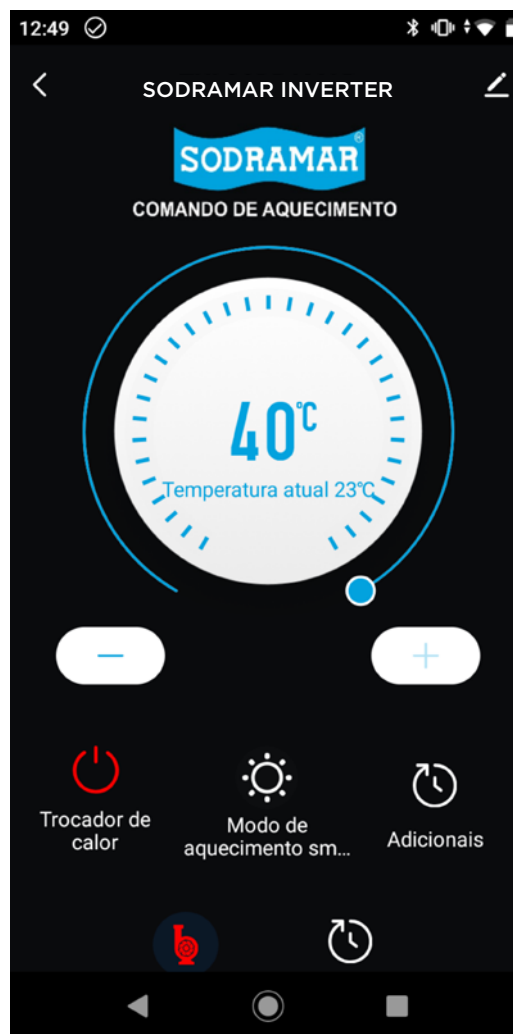 12:49
SODRAMAR INVERTER
SODRAMAR®
COMANDO DE AQUECIMENTO
40°C
Temperatura atual 23°C
Trocador de
calor
Modo de
aquecimento sm...
Adicionais